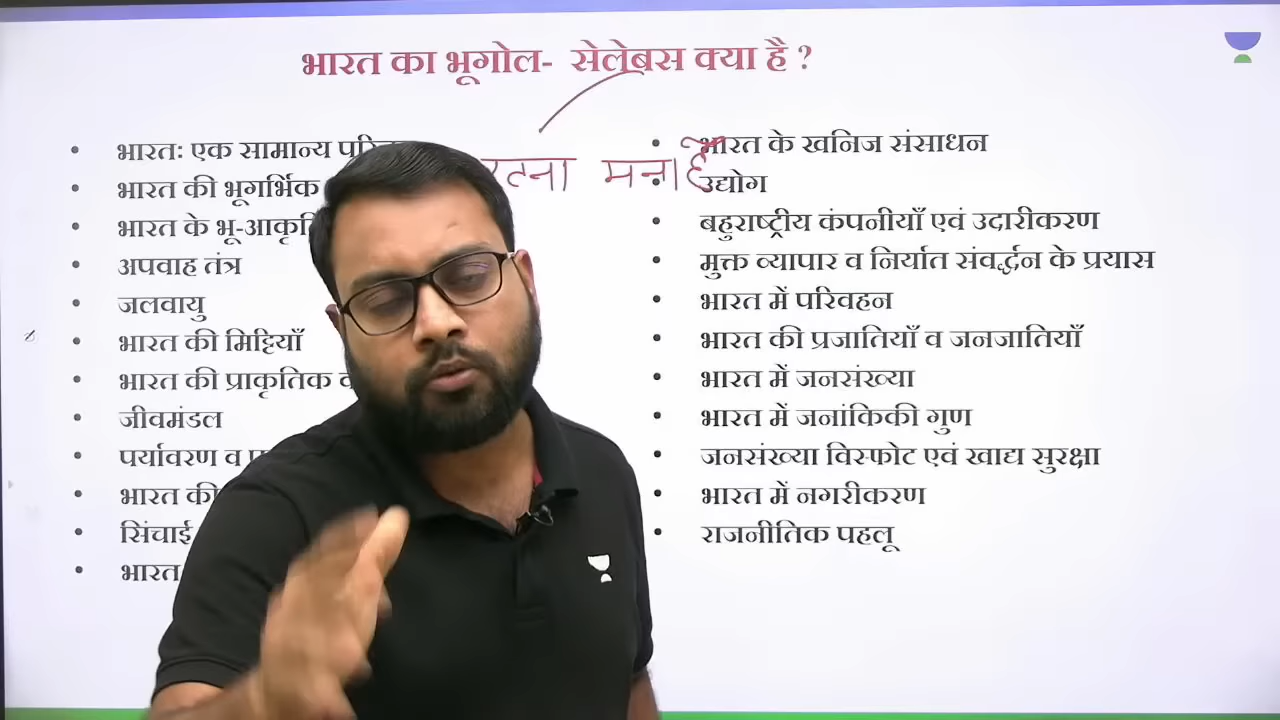 भारत का भूगोल- सेलेबस क्या है ?
रटना मना है
भारतः एक सामान्य
भारत की भूगर्भिक
भारत के
अपवाह तंत्र
जलवायु
भारत की मिट्टियाँ
भारत की प्राकृतिक
जीवमंडल
पर्यावरण व
भारत की
सिंचाई
भारत
भारत के खनिज संसाधन
उद्योग
बहुराष्ट्रीय कंपनीयाँ एवं उदारीकरण
मुक्त व्यापार व निर्यात संवर्द्धन के प्रयास
भारत में परिवहन
भारत की प्रजातियाँ व जनजातियाँ
भारत में जनसंख्या
भारत में जनांकिकी गुण
जनसंख्या विस्फोट एवं खाद्य सुरक्षा
भारत में नगरीकरण
राजनीतिक पहलू